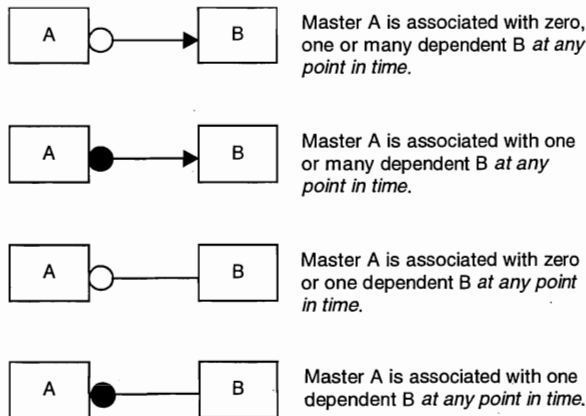 A
B
Master A is associated with zero,
one or many dependent B at any
point in time.
A
B
Master A is associated with one
or many dependent B at any
point in time.
A
B
Master A is associated with zero
or one dependent B at any point
in time.
A
B
Master A is associated with one
dependent B at any point in time.